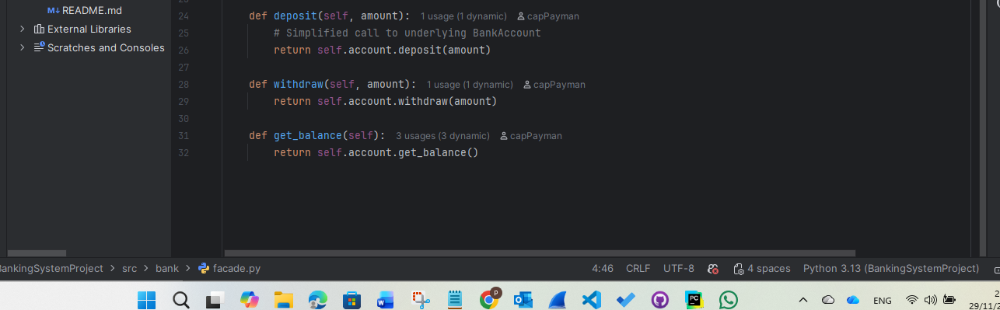 README.md
External Libraries
Scratches and Consoles
24 def deposit(self, amount): 1 usage (1 dynamic) capPayman
25 # Simplified call to underlying BankAccount
26 return self.account.deposit(amount)
27
28 def withdraw(self, amount): 1 usage (1 dynamic) capPayman
29 return self.account.withdraw(amount)
30
31 def get_balance(self): 3 usages (3 dynamic) capPayman
32 return self.account.get_balance()
BankingSystemProject > src > bank > facade.py 4:46 CRLF UTF-8 4 spaces Python 3.13 (BankingSystemProject)
ENG
29/11/2